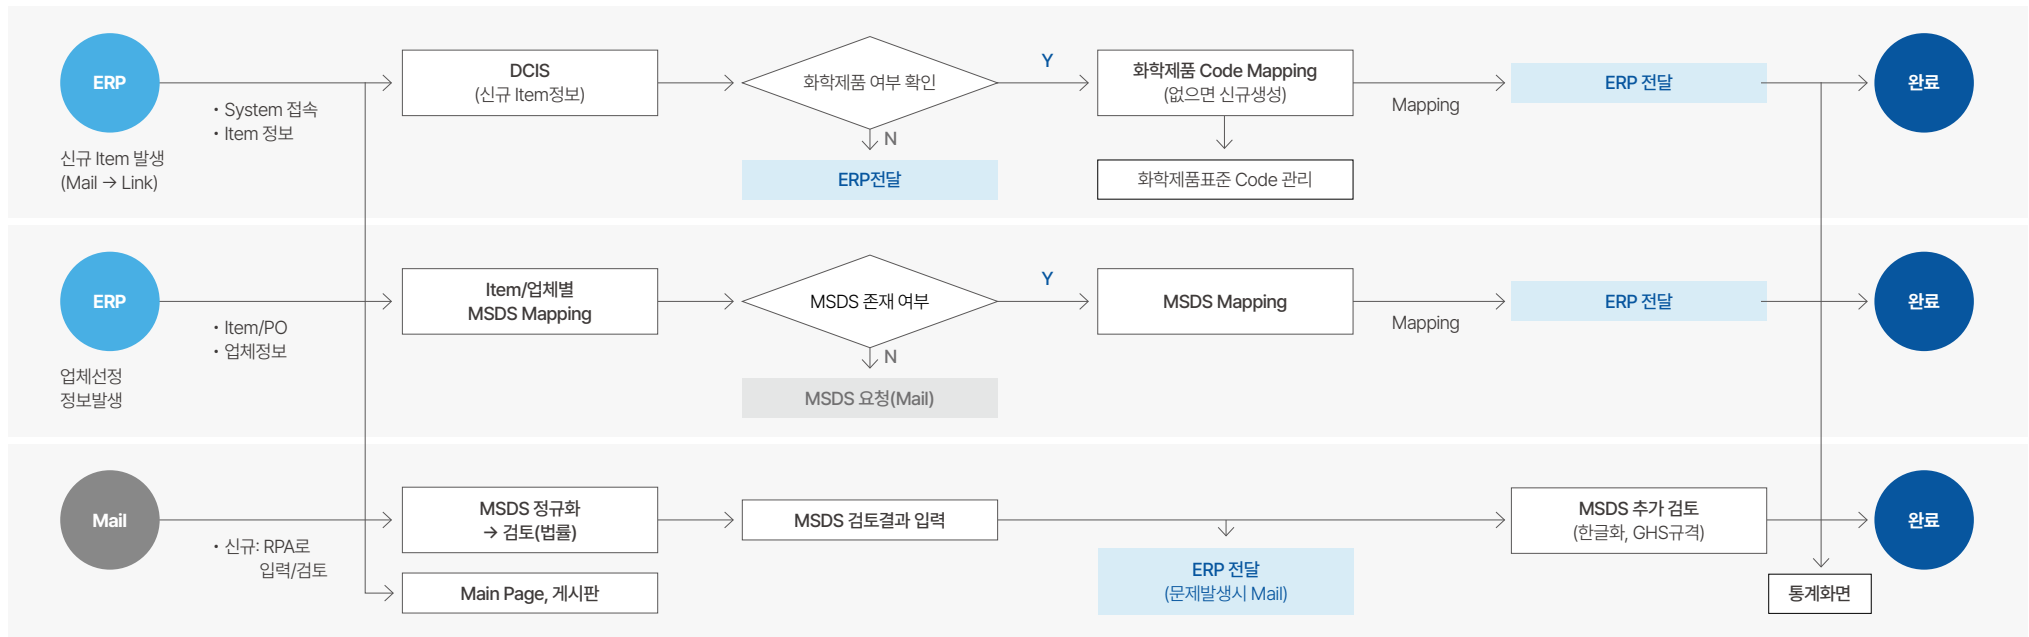 ERP
• System 접속
• Item 정보
신규 Item 발생
(Mail → Link)
DCIS
(신규 Item정보)
화학제품 여부 확인
Y
N
ERP전달
화학제품 Code Mapping
(없으면 신규생성)
화학제품표준 Code 관리
Mapping
ERP 전달
완료
ERP
• Item/PO
• 업체정보
업체선정
정보발생
Item/업체별
MSDS Mapping
MSDS 존재 여부
Y
N
MSDS 요청(Mail)
MSDS Mapping
Mapping
ERP 전달
완료
Mail
• 신규: RPA로
입력/검토
MSDS 정규화
→ 검토(법률)
Main Page, 게시판
MSDS 검토결과 입력
ERP 전달
(문제발생시 Mail)
MSDS 추가 검토
(한글화, GHS규격)
완료
통계화면